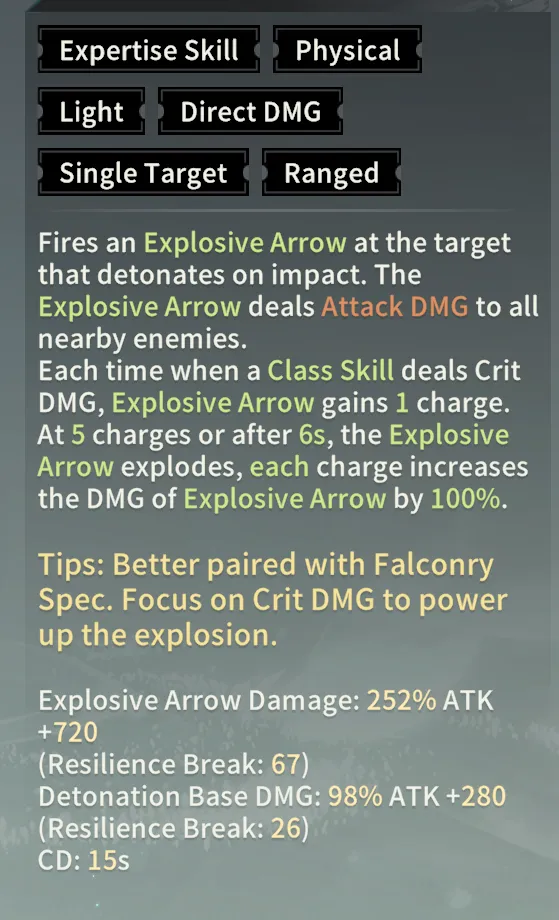 Expertise Skill Physical
Light Direct DMG
Single Target Ranged
Fires an Explosive Arrow at the target
that detonates on impact. The
Explosive Arrow deals Attack DMG to all
nearby enemies.
Each time when a Class Skill deals Crit
DMG, Explosive Arrow gains 1 charge.
At 5 charges or after 6s, the Explosive
Arrow explodes, each charge increases
the DMG of Explosive Arrow by 100%.
Tips: Better paired with Falconry
Spec. Focus on Crit DMG to power
up the explosion.
Explosive Arrow Damage: 252% ATK
+720
(Resilience Break: 67)
Detonation Base DMG: 98% ATK +280
(Resilience Break: 26)
CD: 15s